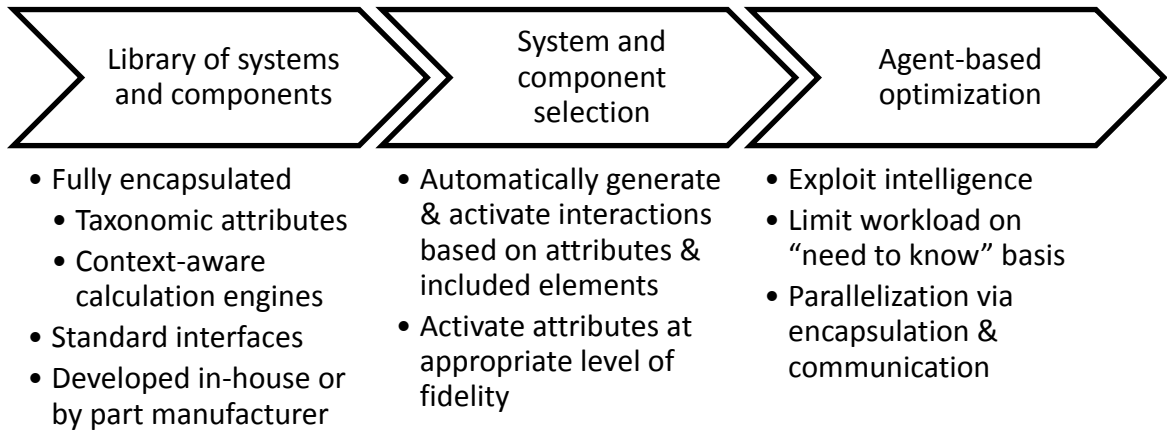 Library of systems
and components
System and
component
selection
Agent-based
optimization
• Fully encapsulated
• Taxonomic attributes
• Context-aware
calculation engines
• Standard interfaces
• Developed in-house or
by part manufacturer
• Automatically generate
& activate interactions
based on attributes &
included elements
• Activate attributes at
appropriate level of
fidelity
• Exploit intelligence
• Limit workload on
“need to know” basis
• Parallelization via
encapsulation &
communication